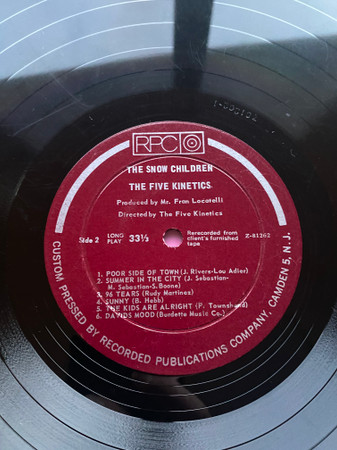 RPC
THE SNOW CHILDREN
THE FIVE KINETICS
Produced by Mr. Fran Locatelli
Directed by The Five Kinetics
Side 2
LONG PLAY
33⅓
Rerecorded from client's furnished tape
Z-81262
1. POOR SIDE OF TOWN (J. Rivers-Lou Adler)
2. SUMMER IN THE CITY (J. Sebastian-
M. Sebastian-S. Boone)
3. 96 TEARS (Rudy Martinez)
4. SUNNY (B. Hebb)
5. THE KIDS ARE ALRIGHT (P. Townshend)
6. DAVIDS MOOD (Burdette Music Co.)
CUSTOM PRESSED BY RECORDED PUBLICATIONS COMPANY, CAMDEN 5, N.J.